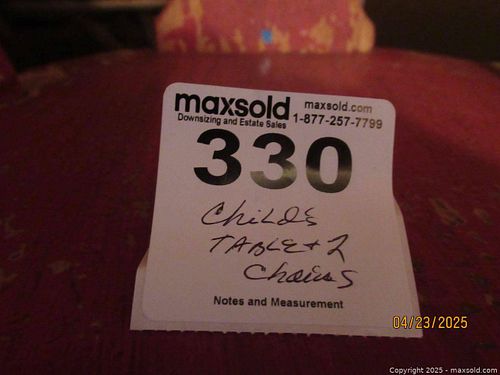 maxsold maxsold.com
Downsizing and Estate Sales 1-877-257-7799
330
Child's
TABLE + 2
Chairs
Notes and Measurement
04/23/2025
Copyright 2025 - maxsold.com